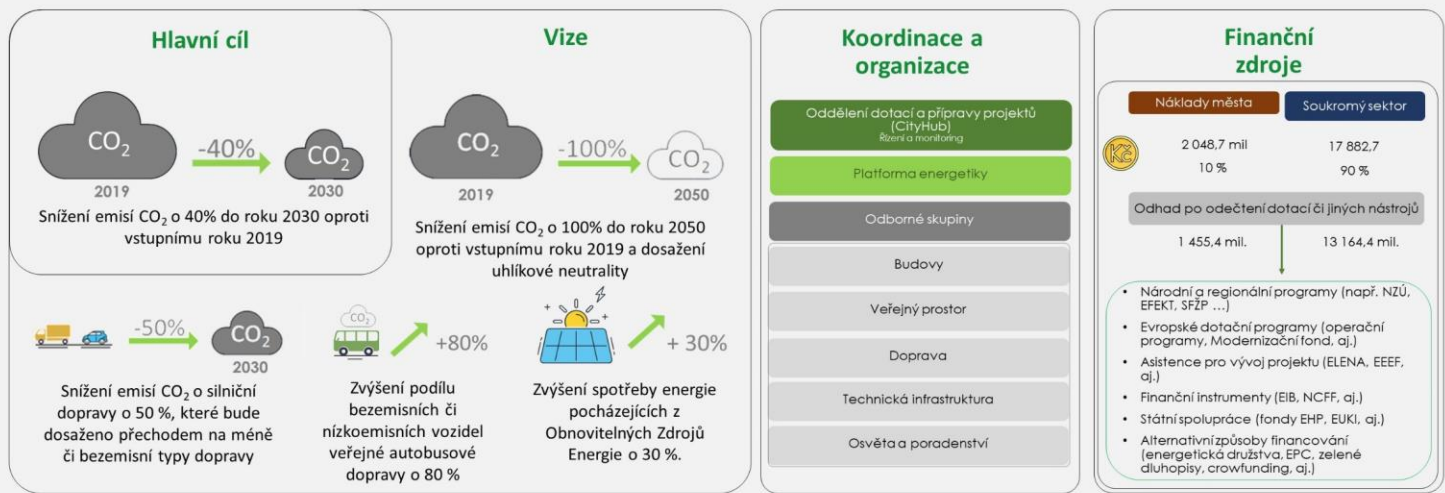 Hlavní cíl
CO2
-40%
CO2
2019
2030
Snížení emisí CO2 o 40% do roku 2030 oproti
vstupnímu roku 2019
Vize
CO2
-100%
CO2
2019
2050
Snížení emisí CO2 o 100% do roku 2050
oproti vstupnímu roku 2019 a dosažení
uhlíkové neutrality
-50%
CO2
2030
Snížení emisí CO2 o silniční
dopravy o 50 %, které bude
dosaženo přechodem na méně
či bezemisní typy dopravy
CO2
+80%
Zvýšení podílu
bezemisních či
nízkoemisních vozidel
veřejné autobusové
dopravy o 80 %
+ 30%
Zvýšení spotřeby energie
pocházejících z
Obnovitelných Zdrojů
Energie o 30 %.
Koordinace a
organizace
Oddělení dotací a přípravy projektů
(CityHub)
Řízení a monitoring
Platforma energetiky
Odborné skupiny
Budovy
Veřejný prostor
Doprava
Technická infrastruktura
Osvěta a poradenství
Finanční
zdroje
Náklady města
Soukromý sektor
Kč
2 048,7 mil
17 882,7
10 %
90 %
Odhad po odečtení dotací či jiných nástrojů
1 455,4 mil.
13 164,4 mil.
• Národní a regionální programy (např. NZÚ,
EFEKT, SFŽP ...)
• Evropské dotační programy (operační
programy, Modernizační fond, aj.)
• Asistence pro vývoj projektu (ELENA, EEEF,
aj.)
• Finanční instrumenty (EIB, NCFF, aj.)
• Státní spolupráce (fondy EHP, EUKI, aj.)
• Alternativní způsoby financování
(energetická družstva, EPC, zelené
dluhopisy, crowfunding, aj.)